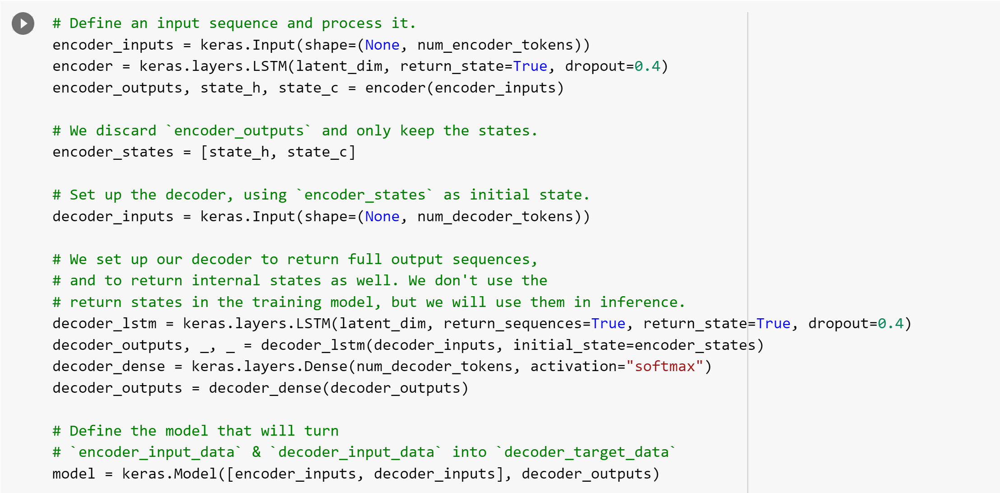 # Define an input sequence and process it.
encoder_inputs = keras.Input(shape=(None, num_encoder_tokens))
encoder = keras.layers.LSTM(latent_dim, return_state=True, dropout=0.4)
encoder_outputs, state_h, state_c = encoder(encoder_inputs)
# We discard `encoder_outputs` and only keep the states.
encoder_states = [state_h, state_c]
# Set up the decoder, using `encoder_states` as initial state.
decoder_inputs = keras.Input(shape=(None, num_decoder_tokens))
# We set up our decoder to return full output sequences,
# and to return internal states as well. We don't use the
# return states in the training model, but we will use them in inference.
decoder_lstm = keras.layers.LSTM(latent_dim, return_sequences=True, return_state=True, dropout=0.4)
decoder_outputs, _, _ = decoder_lstm(decoder_inputs, initial_state=encoder_states)
decoder_dense = keras.layers.Dense(num_decoder_tokens, activation="softmax")
decoder_outputs = decoder_dense(decoder_outputs)
# Define the model that will turn
# `encoder_input_data` & `decoder_input_data` into `decoder_target_data`
model = keras.Model([encoder_inputs, decoder_inputs], decoder_outputs)